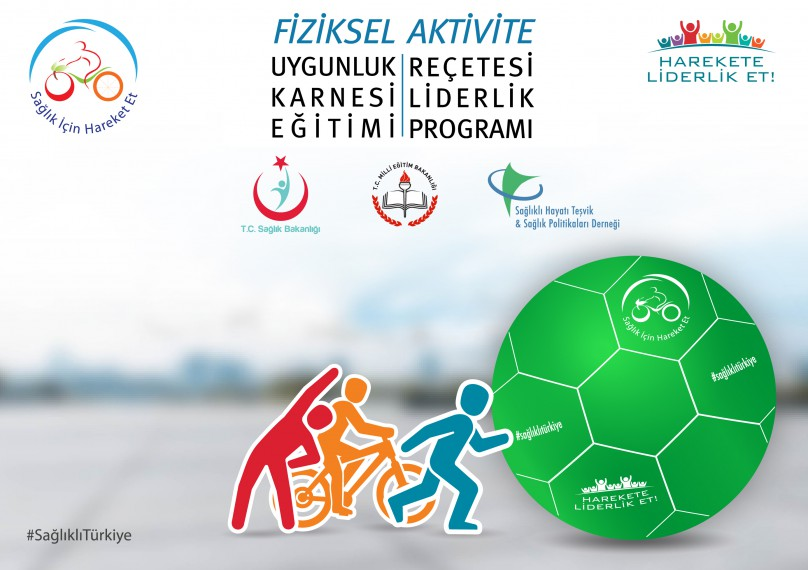 Sağlık İçin Hareket Et
FİZİKSEL AKTİVİTE
UYGUNLUK
KARNESİ
EĞİTİMİ
REÇETESİ
LİDERLİK
PROGRAMI
HAREKETE
LİDERLİK ET!
T.C. Sağlık Bakanlığı
T.C. MİLLİ EĞİTİM BAKANLIĞI
Sağlıklı Hayatı Teşvik
& Sağlık Politikaları Derneği
Sağlık İçin Hareket Et
#sağlıklıtürkiye
#sağlıklıtürkiye
HAREKETE
LİDERLİK ET!
#SağlıklıTürkiye